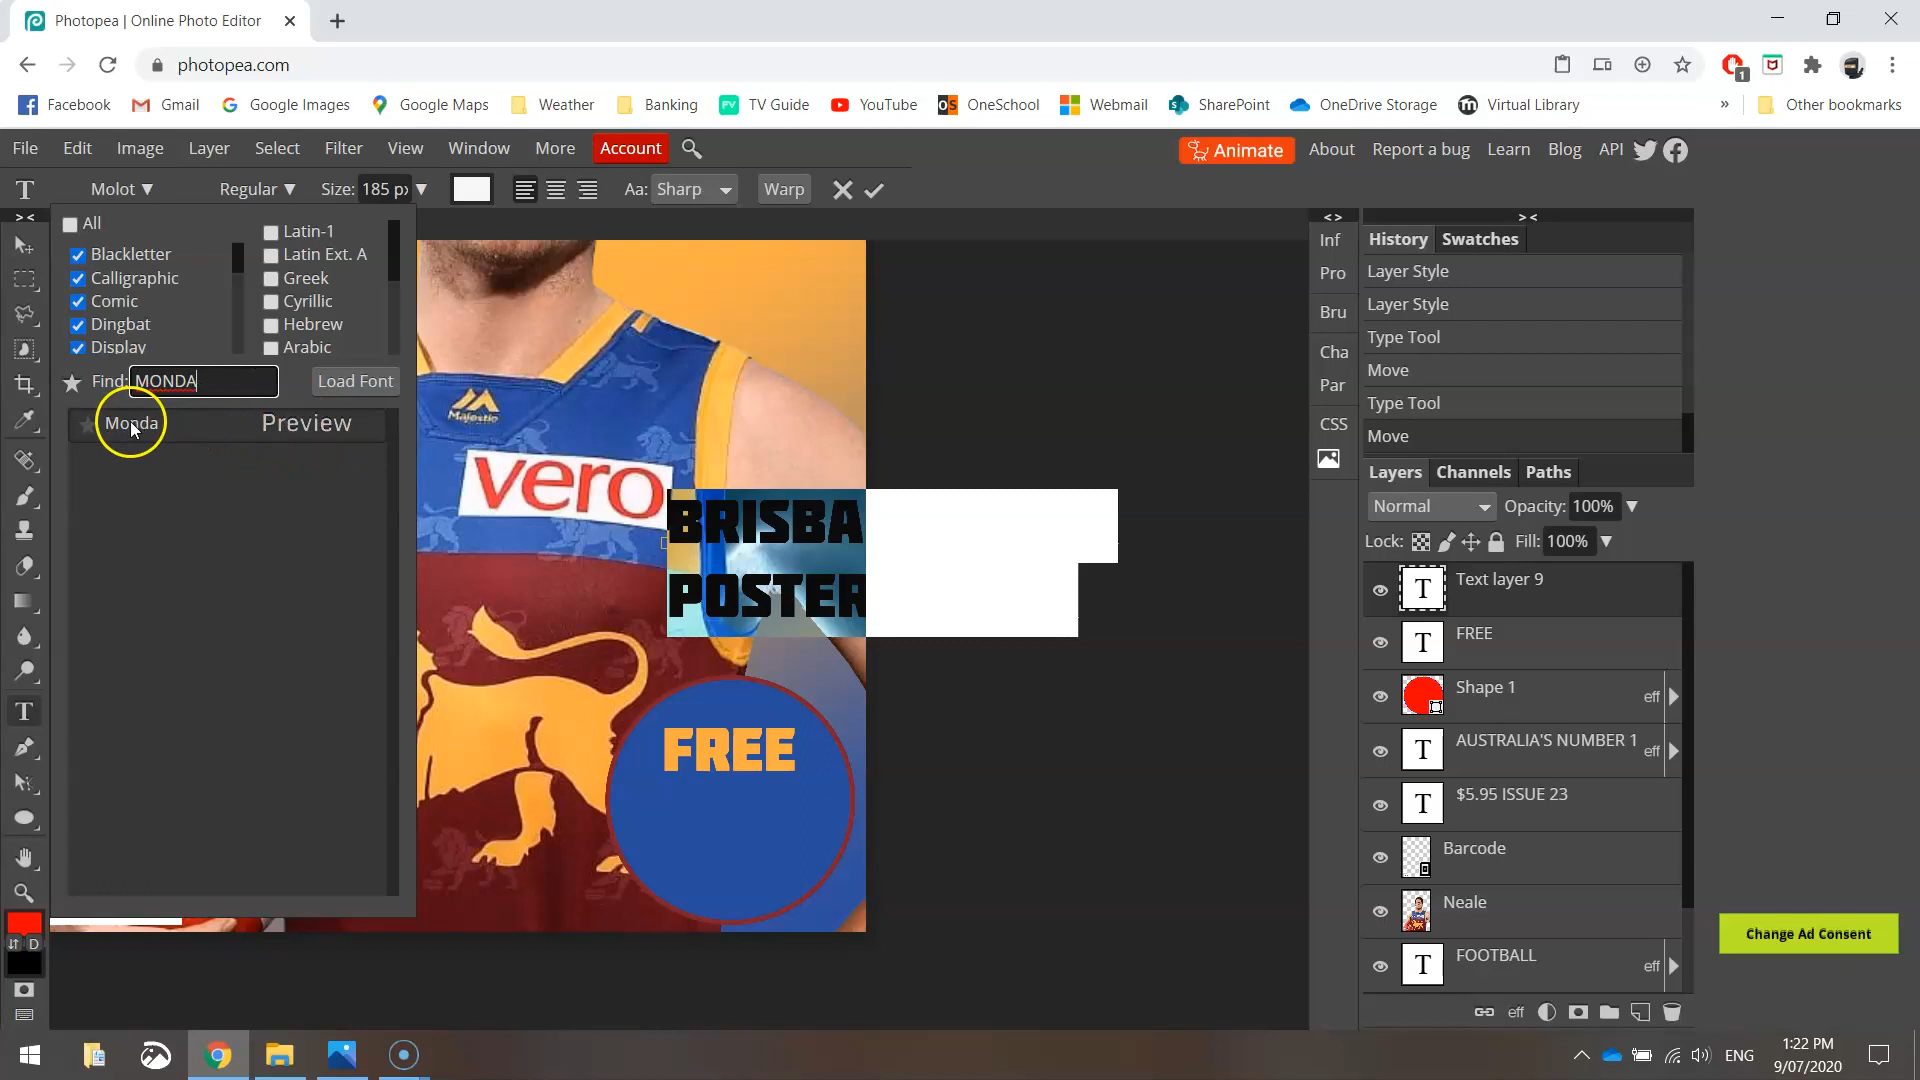 Photopea | Online Photo Editor
photopea.com
1
Facebook
Gmail
Google Images
Google Maps
Weather
Banking
TV Guide
YouTube
OneSchool
Webmail
SharePoint
OneDrive Storage
Virtual Library
»
Other bookmarks
File
Edit
Image
Layer
Select
Filter
View
Window
More
Account
Animate
About
Report a bug
Learn
Blog
API
T
Molot ▼
Regular ▼
Size: 185 px ▼
Aa: Sharp
Warp
> <
All
Blackletter
Calligraphic
Comic
Dingbat
Display
Latin-1
Latin Ext. A
Greek
Cyrillic
Hebrew
Arabic
Find: MONDA
Load Font
Monda
Preview
Majestic
vero
BRISBA
POSTER
FREE
< >
Inf
Pro
Bru
Cha
Par
CSS
> <
History
Swatches
Layer Style
Layer Style
Type Tool
Move
Type Tool
Move
Layers
Channels
Paths
Normal
Opacity: 100% ▼
Lock:
Fill: 100% ▼
T Text layer 9
T FREE
Shape 1 eff
T AUSTRALIA'S NUMBER 1 eff
T $5.95 ISSUE 23
Barcode
Neale
T FOOTBALL eff
eff
T
D
Change Ad Consent
ENG
1:22 PM
9/07/2020